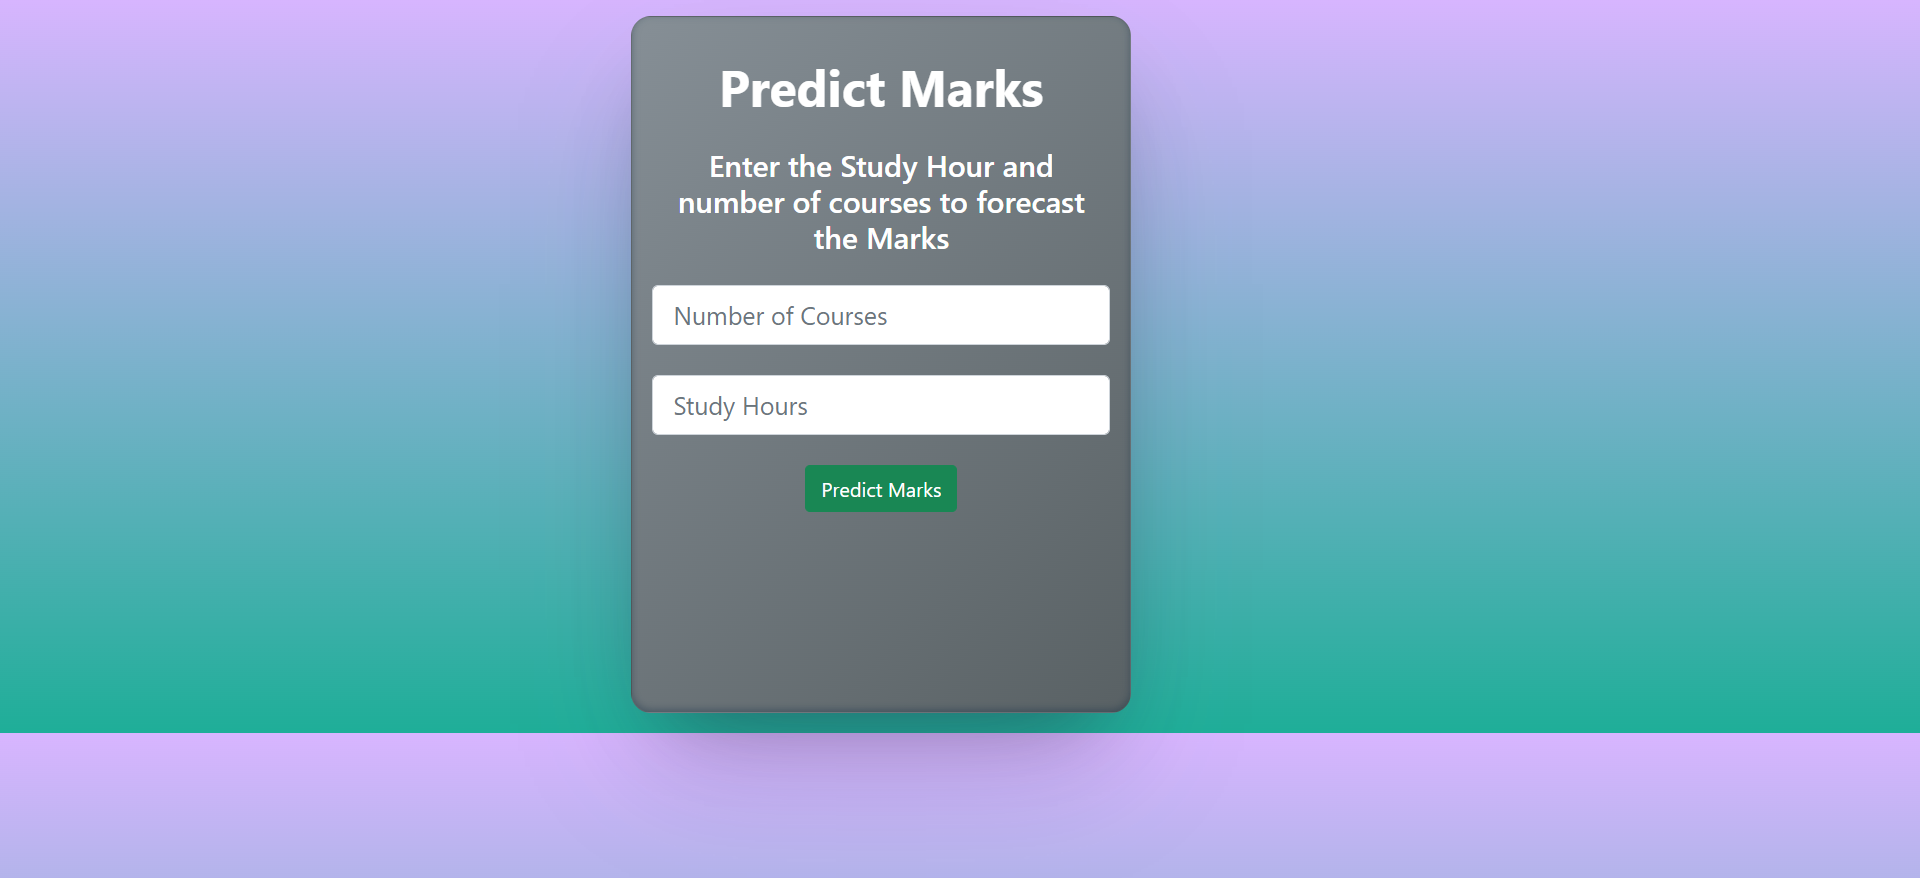 Predict Marks
Enter the Study Hour and
number of courses to forecast
the Marks
Number of Courses
Study Hours
Predict Marks